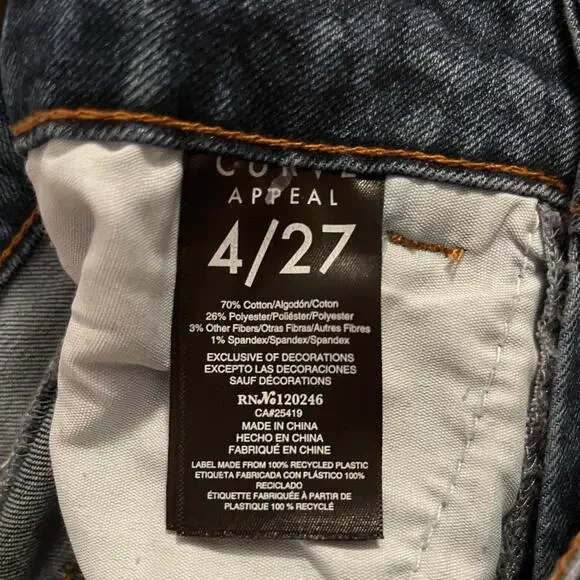 CURVE
APPEAL
4/27
70% Cotton/Algodón/Coton
26% Polyester/Poliéster/Polyester
3% Other Fibers/Otras Fibras/Autres Fibres
1% Spandex/Spandex/Spandex
EXCLUSIVE OF DECORATIONS
EXCEPTO LAS DECORACIONES
SAUF DÉCORATIONS
RN№120246
CA#25419
MADE IN CHINA
HECHO EN CHINA
FABRIQUÉ EN CHINE
LABEL MADE FROM 100% RECYCLED PLASTIC
ETIQUETA FABRICADA CON PLÁSTICO 100%
RECICLADO
ÉTIQUETTE FABRIQUÉE À PARTIR DE
PLASTIQUE 100 % RECYCLÉ